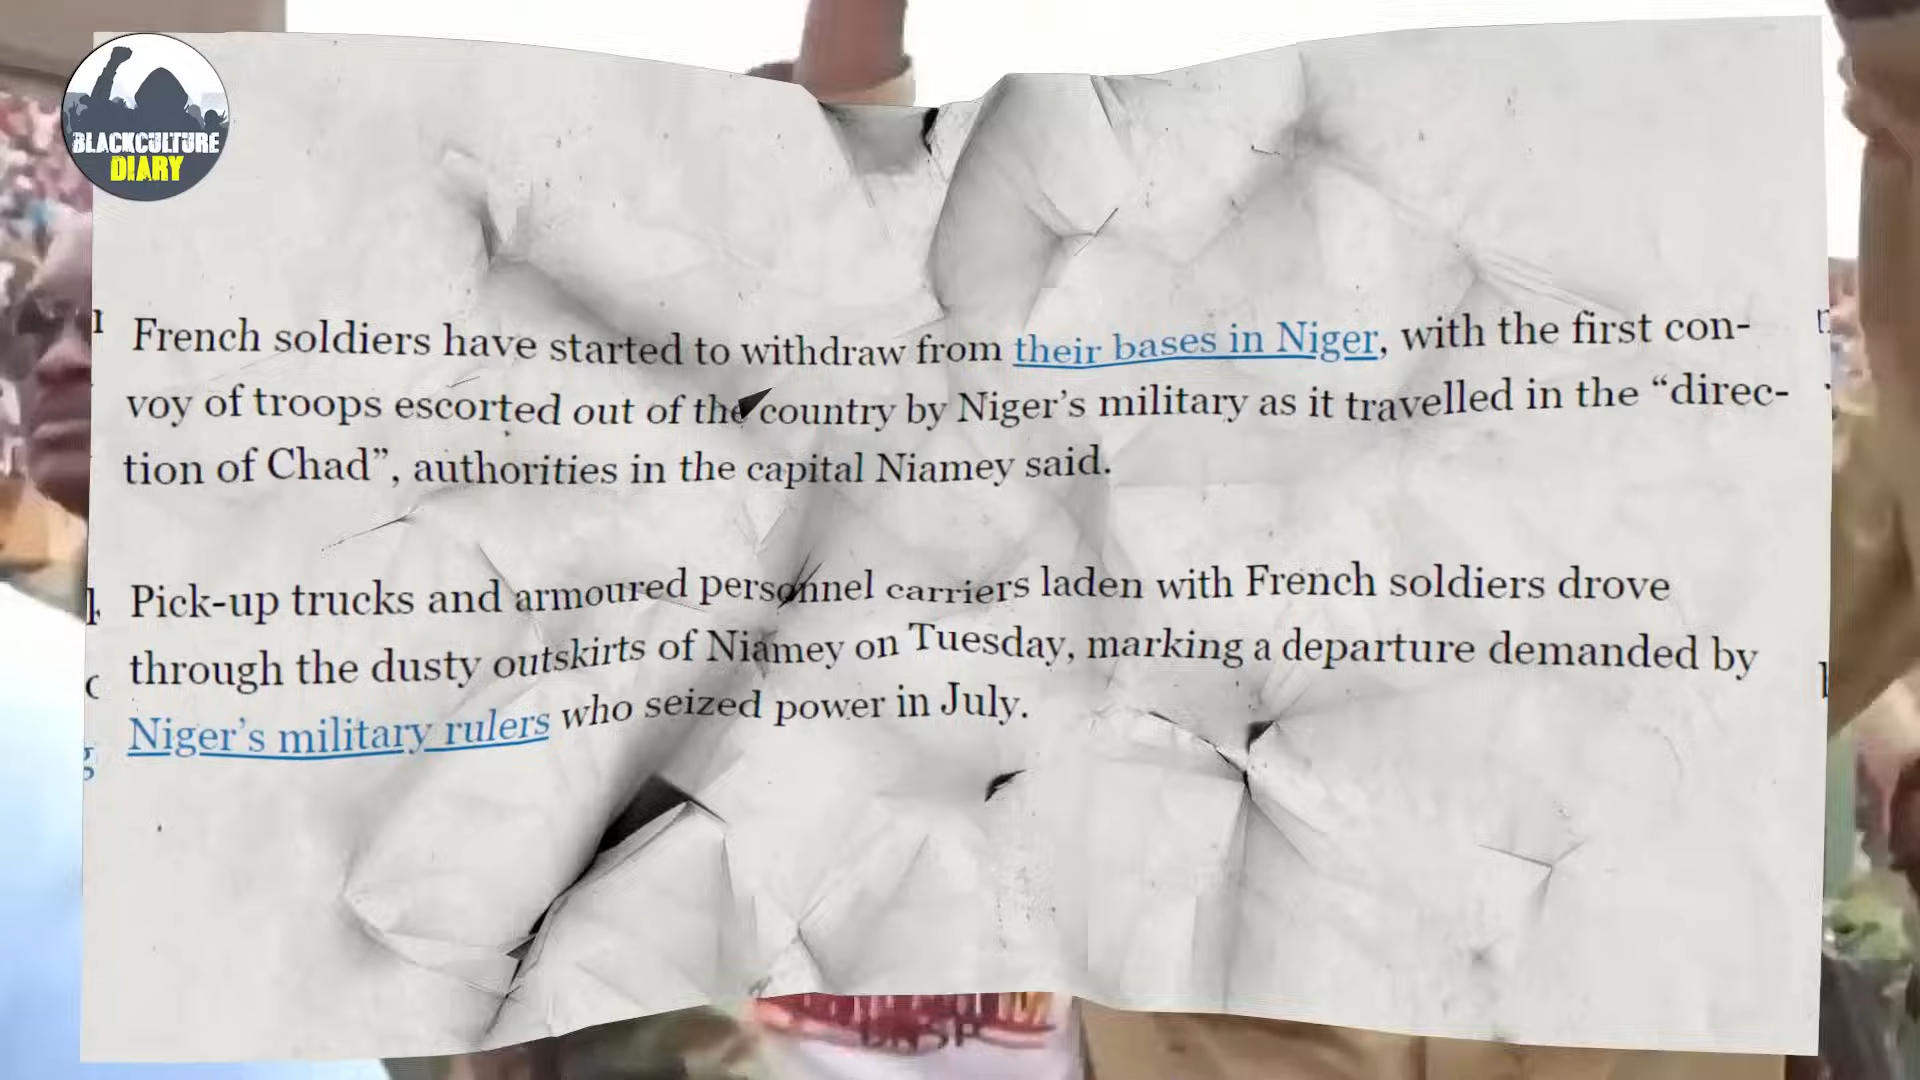 BLACKCULTURE
DIARY
French soldiers have started to withdraw from their bases in Niger, with the first con-
voy of troops escorted out of the country by Niger’s military as it travelled in the “direc-
tion of Chad”, authorities in the capital Niamey said.
Pick-up trucks and armoured personnel carriers laden with French soldiers drove
through the dusty outskirts of Niamey on Tuesday, marking a departure demanded by
Niger’s military rulers who seized power in July.